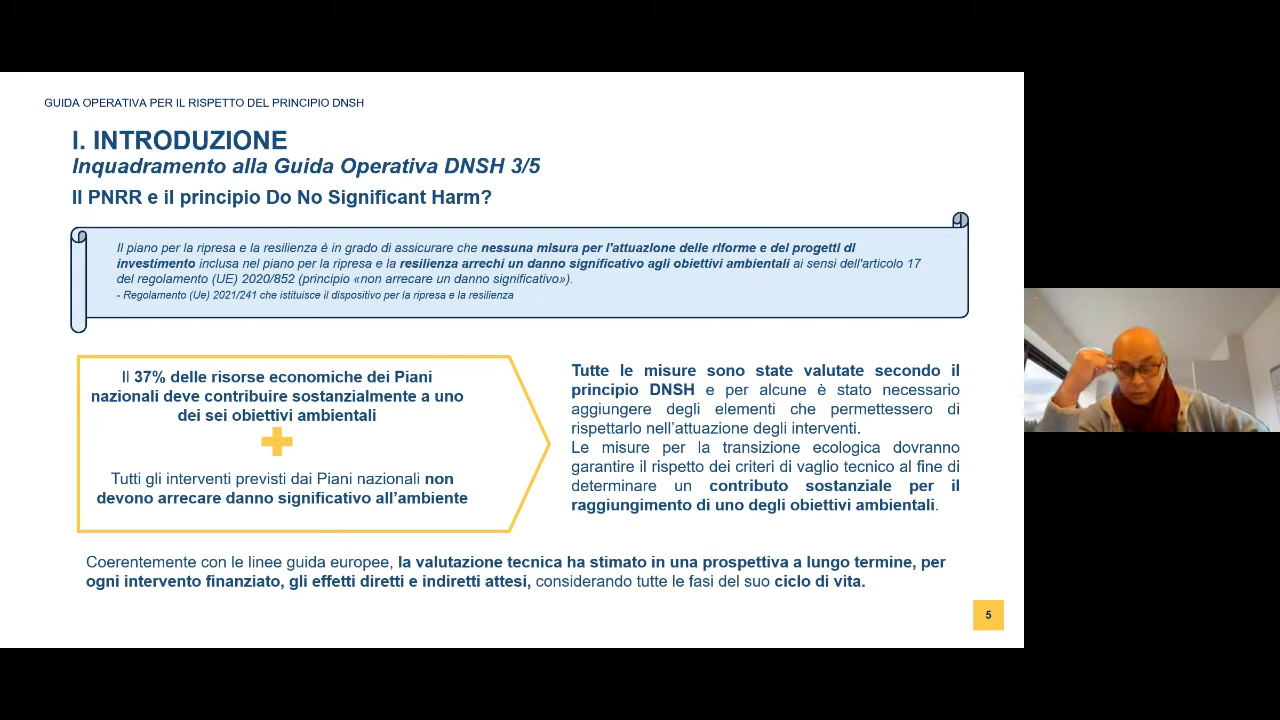 GUIDA OPERATIVA PER IL RISPETTO DEL PRINCIPIO DNSH
I. INTRODUZIONE
Inquadramento alla Guida Operativa DNSH 3/5
Il PNRR e il principio Do No Significant Harm?
Il piano per la ripresa e la resilienza è in grado di assicurare che nessuna misura per l'attuazione delle riforme e dei progetti di
investimento inclusa nel piano per la ripresa e la resilienza arrechi un danno significativo agli obiettivi ambientali ai sensi dell'articolo 17
del regolamento (UE) 2020/852 (principio «non arrecare un danno significativo»).
- Regolamento (Ue) 2021/241 che istituisce il dispositivo per la ripresa e la resilienza
Il 37% delle risorse economiche dei Piani
nazionali deve contribuire sostanzialmente a uno
dei sei obiettivi ambientali
Tutti gli interventi previsti dai Piani nazionali non
devono arrecare danno significativo all'ambiente
Tutte le misure sono state valutate secondo il
principio DNSH e per alcune è stato necessario
aggiungere degli elementi che permettessero di
rispettarlo nell'attuazione degli interventi.
Le misure per la transizione ecologica dovranno
garantire il rispetto dei criteri di vaglio tecnico al fine di
determinare un contributo sostanziale per il
raggiungimento di uno degli obiettivi ambientali.
Coerentemente con le linee guida europee, la valutazione tecnica ha stimato in una prospettiva a lungo termine, per
ogni intervento finanziato, gli effetti diretti e indiretti attesi, considerando tutte le fasi del suo ciclo di vita.
5